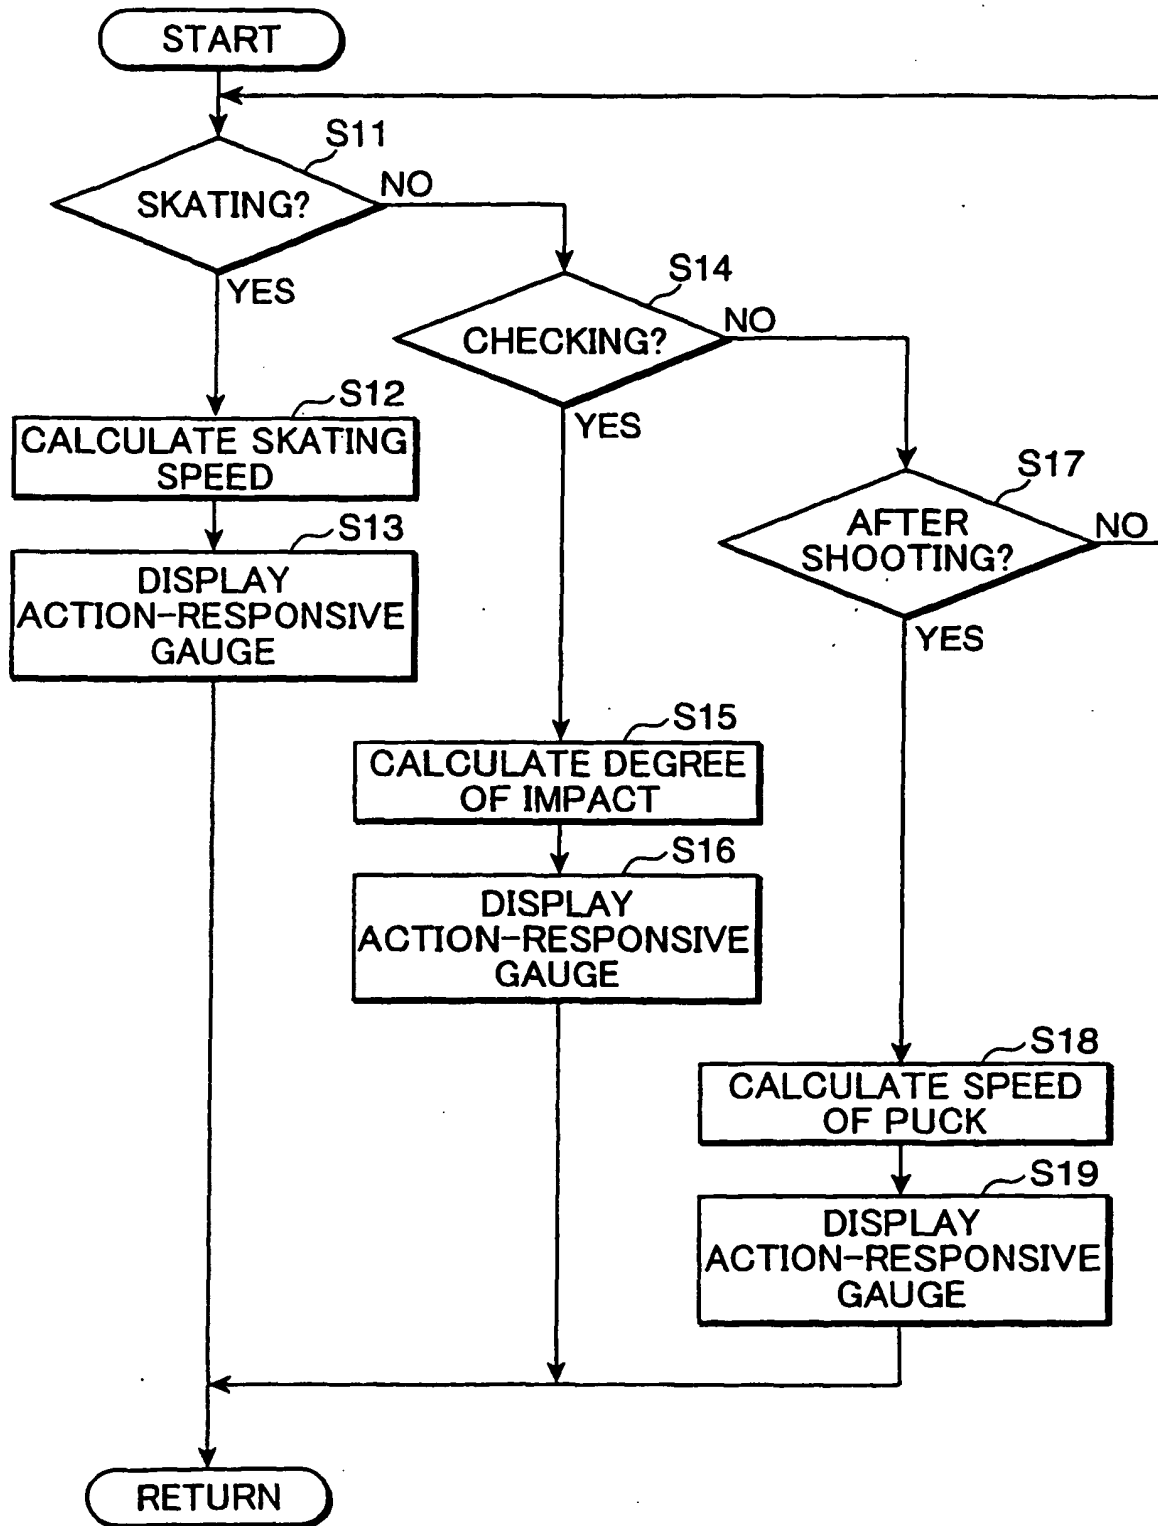 START
S11
SKATING?
NO
YES
S14
CHECKING?
NO
YES
S12
CALCULATE SKATING
SPEED
S17
AFTER
SHOOTING?
NO
YES
S13
DISPLAY
ACTION-RESPONSIVE
GAUGE
S15
CALCULATE DEGREE
OF IMPACT
S16
DISPLAY
ACTION-RESPONSIVE
GAUGE
S18
CALCULATE SPEED
OF PUCK
S19
DISPLAY
ACTION-RESPONSIVE
GAUGE
RETURN